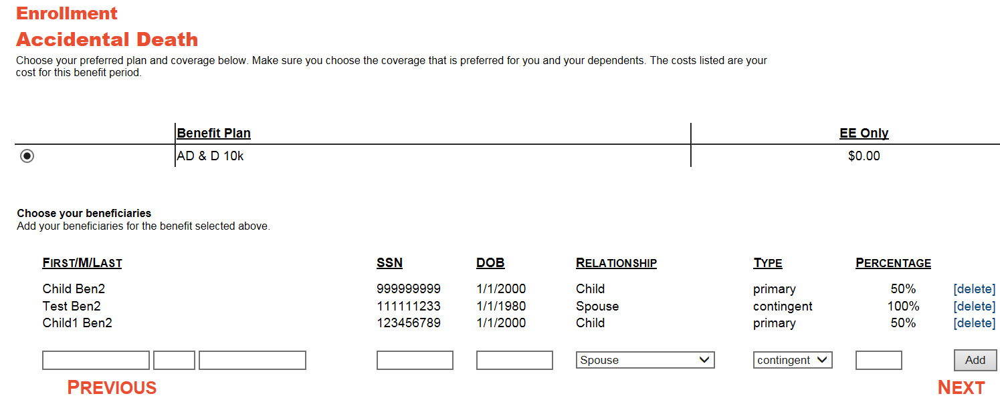 Enrollment
Accidental Death
Choose your preferred plan and coverage below. Make sure you choose the coverage that is preferred for you and your dependents. The costs listed are your
cost for this benefit period.
Benefit Plan EE Only
AD & D 10k $0.00
Choose your beneficiaries
Add your beneficiaries for the benefit selected above.
FIRST/M/LAST SSN DOB RELATIONSHIP TYPE PERCENTAGE
Child Ben2 999999999 1/1/2000 Child primary 50% [delete]
Test Ben2 111111233 1/1/1980 Spouse contingent 100% [delete]
Child1 Ben2 123456789 1/1/2000 Child primary 50% [delete]
Spouse contingent Add
PREVIOUS NEXT